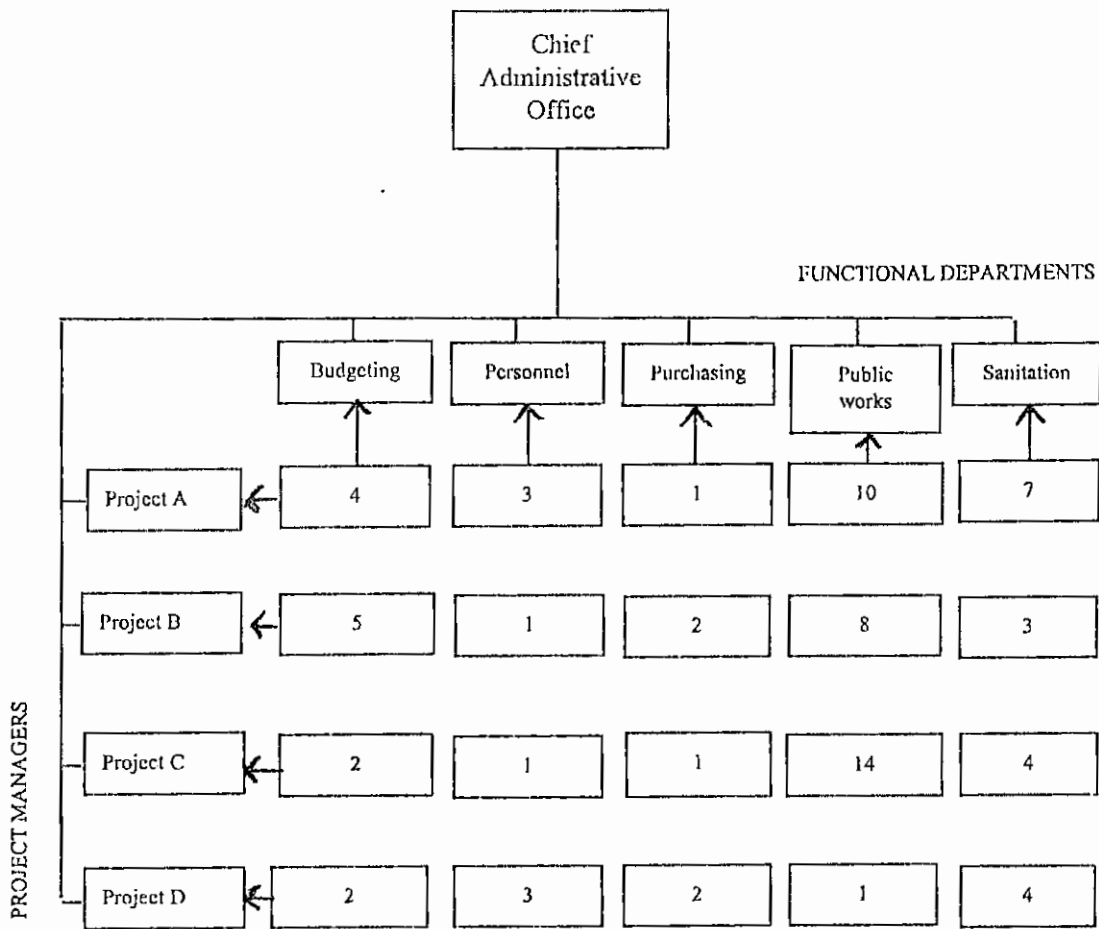 Chief
Administrative
Office
FUNCTIONAL DEPARTMENTS
Budgeting
Personnel
Purchasing
Public
works
Sanitation
Project A
4
3
1
10
7
Project B
5
1
2
8
3
Project C
2
1
1
14
4
Project D
2
3
2
1
4
PROJECT MANAGERS